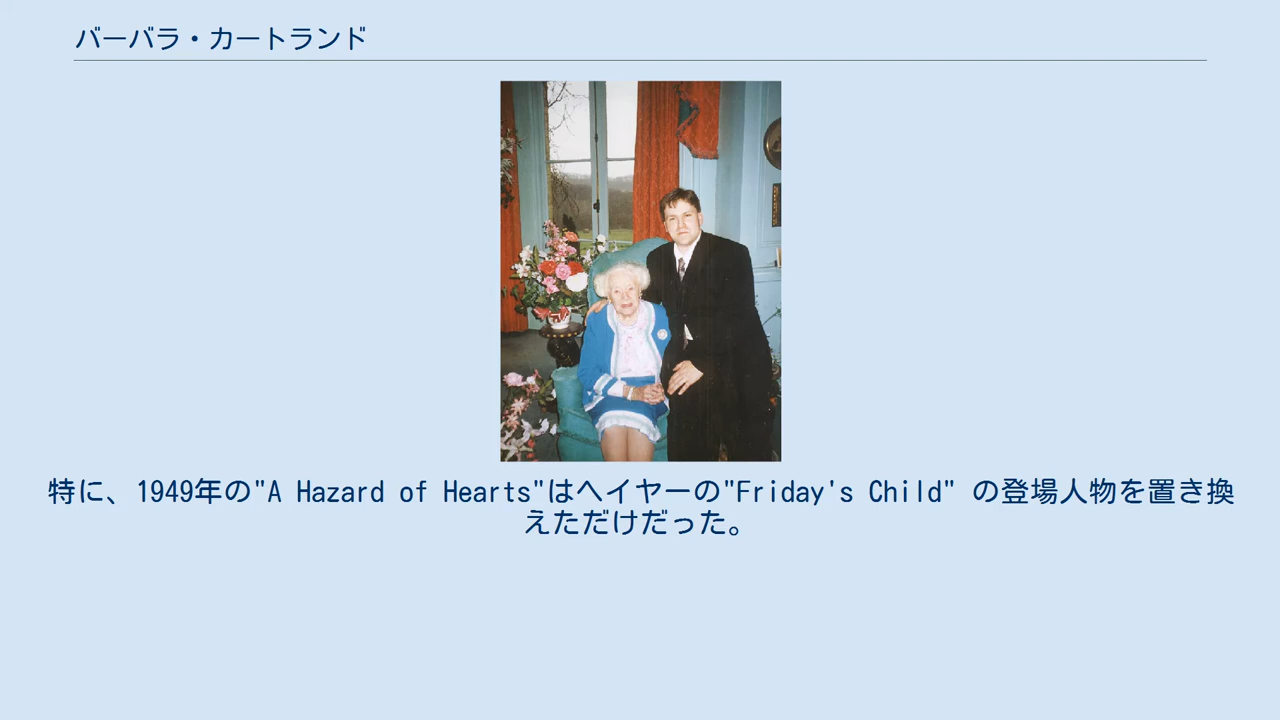 バーバラ・カートランド
特に、1949年の"A Hazard of Hearts"はヘイヤーの"Friday's Child" の登場人物を置き換
えただけだった。